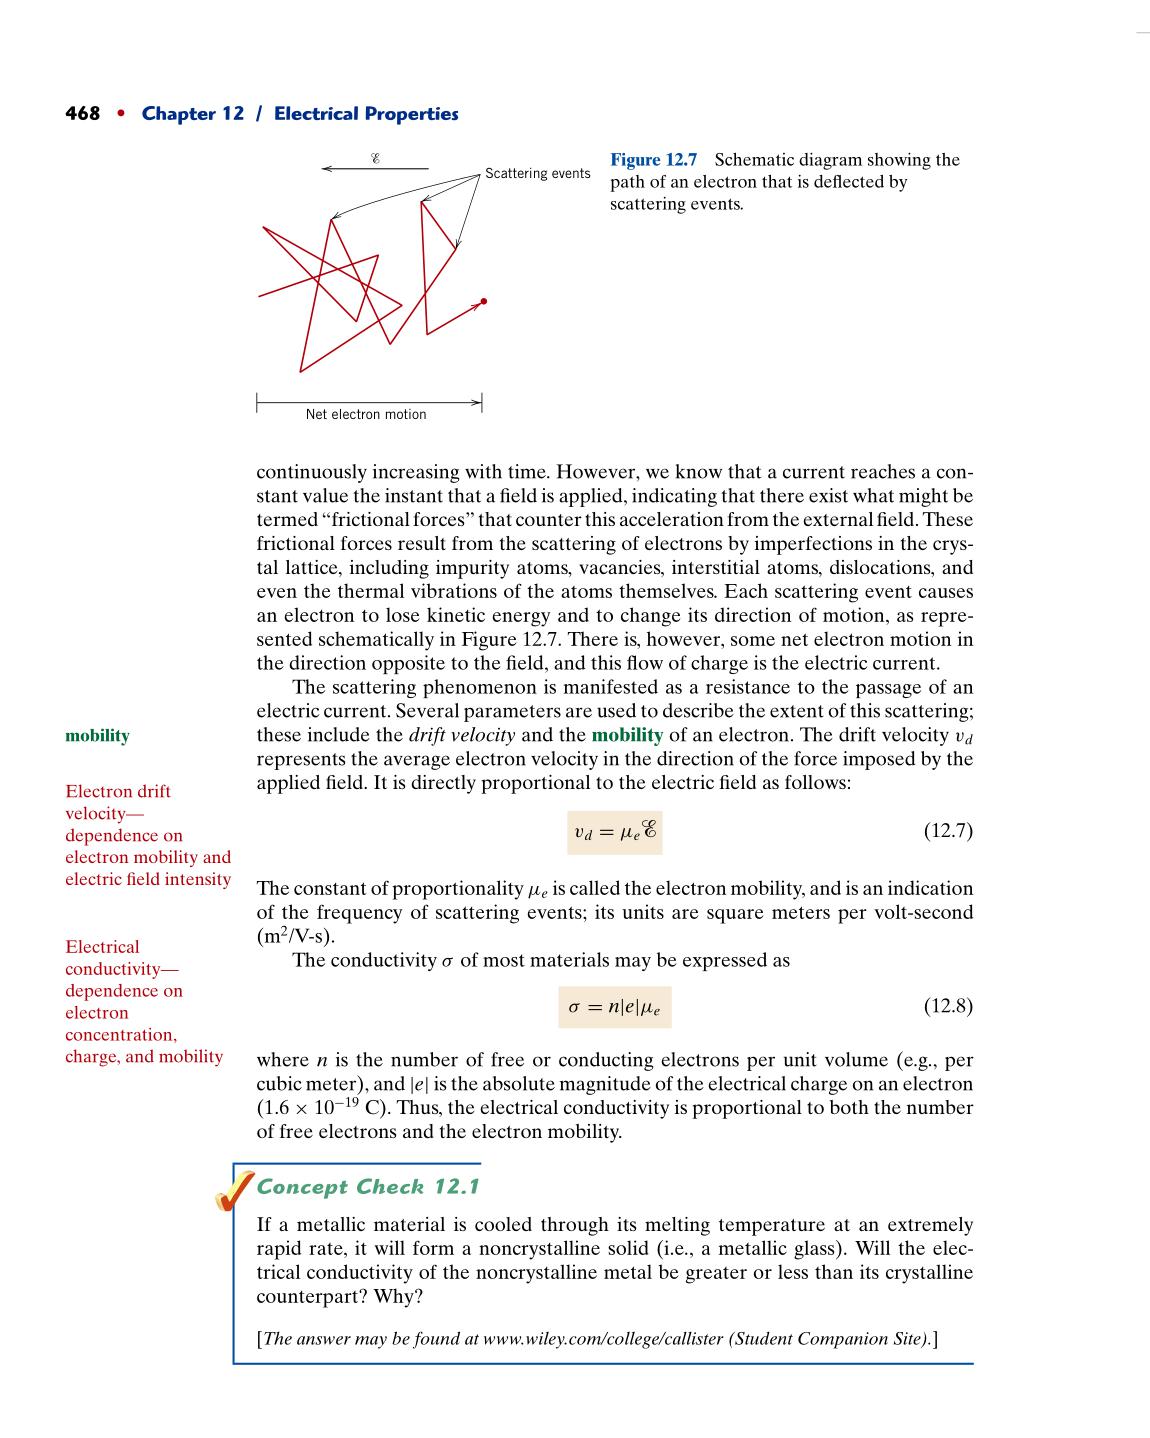 468 • Chapter 12 / Electrical Properties
ℰ
Scattering events
Net electron motion
Figure 12.7 Schematic diagram showing the
path of an electron that is deflected by
scattering events.
continuously increasing with time. However, we know that a current reaches a con-
stant value the instant that a field is applied, indicating that there exist what might be
termed “frictional forces” that counter this acceleration from the external field. These
frictional forces result from the scattering of electrons by imperfections in the crys-
tal lattice, including impurity atoms, vacancies, interstitial atoms, dislocations, and
even the thermal vibrations of the atoms themselves. Each scattering event causes
an electron to lose kinetic energy and to change its direction of motion, as repre-
sented schematically in Figure 12.7. There is, however, some net electron motion in
the direction opposite to the field, and this flow of charge is the electric current.
The scattering phenomenon is manifested as a resistance to the passage of an
electric current. Several parameters are used to describe the extent of this scattering;
these include the drift velocity and the mobility of an electron. The drift velocity v_d
represents the average electron velocity in the direction of the force imposed by the
applied field. It is directly proportional to the electric field as follows:
mobility
Electron drift
velocity—
dependence on
electron mobility and
electric field intensity
v_d = μ_eℰ (12.7)
The constant of proportionality μ_e is called the electron mobility, and is an indication
of the frequency of scattering events; its units are square meters per volt-second
(m²/V-s).
The conductivity σ of most materials may be expressed as
Electrical
conductivity—
dependence on
electron
concentration,
charge, and mobility
σ = n|e|μ_e (12.8)
where n is the number of free or conducting electrons per unit volume (e.g., per
cubic meter), and |e| is the absolute magnitude of the electrical charge on an electron
(1.6 × 10⁻¹⁹ C). Thus, the electrical conductivity is proportional to both the number
of free electrons and the electron mobility.
Concept Check 12.1
If a metallic material is cooled through its melting temperature at an extremely
rapid rate, it will form a noncrystalline solid (i.e., a metallic glass). Will the elec-
trical conductivity of the noncrystalline metal be greater or less than its crystalline
counterpart? Why?
[The answer may be found at www.wiley.com/college/callister (Student Companion Site).]